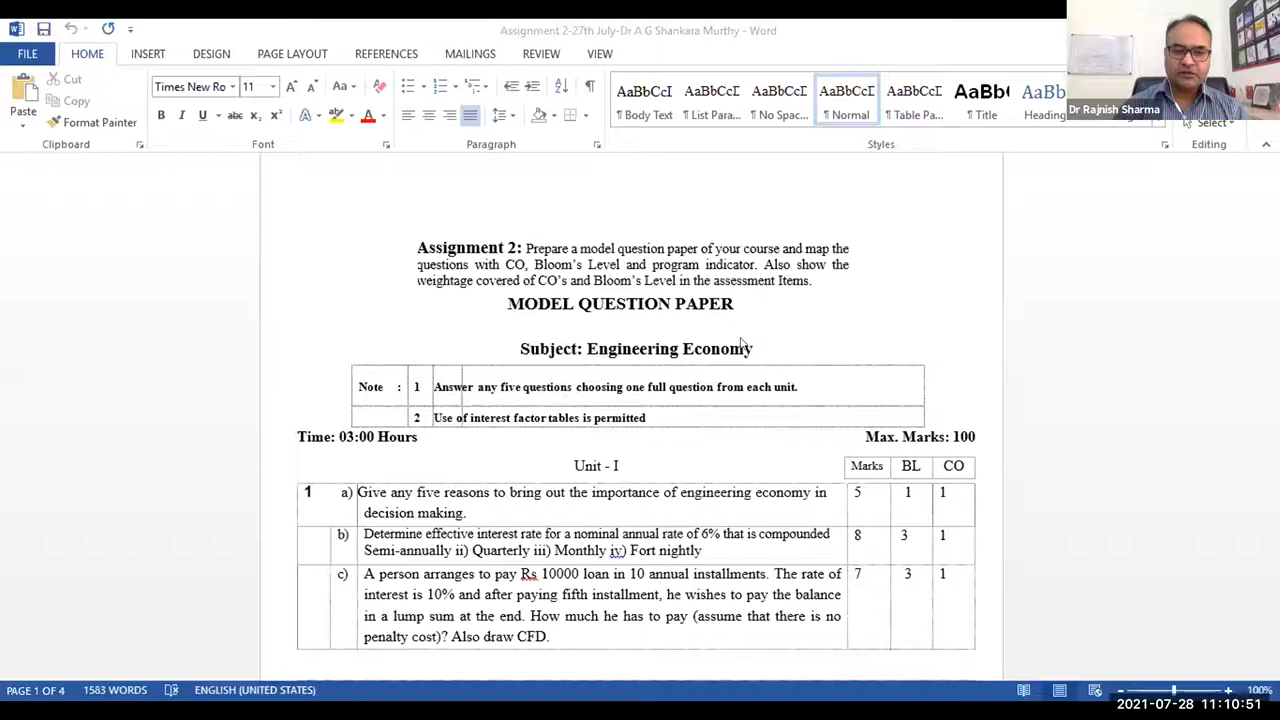 Assignment 2-27th July-Dr A G Shankara Murthy - Word
FILE HOME INSERT DESIGN PAGE LAYOUT REFERENCES MAILINGS REVIEW VIEW
Dr Rajnish Sharma
Paste
Cut
Copy
Format Painter
Clipboard
Times New Ro 11
Font
Paragraph
AaBbCcI AaBbCcD AaBbCcD AaBbCcD AaBbCcD AaBb AaBbC
¶ Body Text ¶ List Para... ¶ No Spac... ¶ Normal ¶ Table Pa... ¶ Title Heading
Styles
Select
Editing
Assignment 2: Prepare a model question paper of your course and map the
questions with CO, Bloom's Level and program indicator. Also show the
weightage covered of CO's and Bloom's Level in the assessment Items.
MODEL QUESTION PAPER
Subject: Engineering Economy
Note : 1 Answer any five questions choosing one full question from each unit.
2 Use of interest factor tables is permitted
Time: 03:00 Hours Max. Marks: 100
Unit - I Marks BL CO
1 a) Give any five reasons to bring out the importance of engineering economy in 5 1 1
decision making.
b) Determine effective interest rate for a nominal annual rate of 6% that is compounded 8 3 1
Semi-annually ii) Quarterly iii) Monthly iv) Fort nightly
c) A person arranges to pay Rs 10000 loan in 10 annual installments. The rate of 7 3 1
interest is 10% and after paying fifth installment, he wishes to pay the balance
in a lump sum at the end. How much he has to pay (assume that there is no
penalty cost)? Also draw CFD.
PAGE 1 OF 4 1583 WORDS ENGLISH (UNITED STATES) 100%
2021-07-28 11:10:51